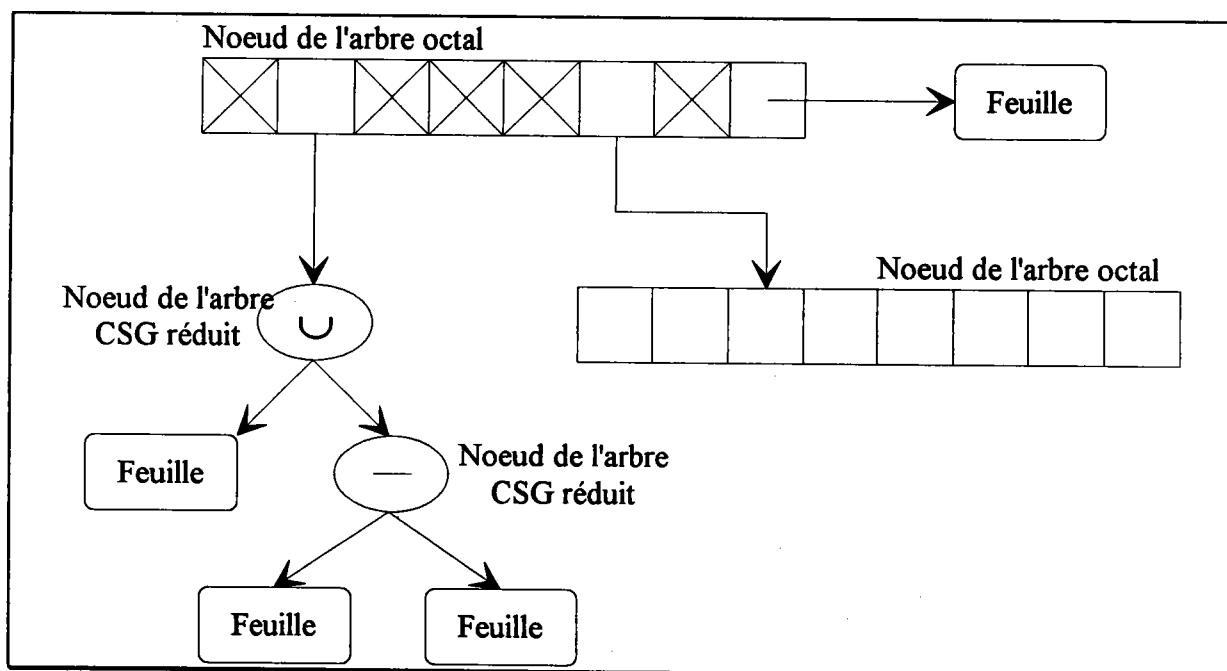 Noeud de l'arbre octal
Feuille
Noeud de l'arbre octal
Noeud de l'arbre
CSG réduit
∪
Feuille
—
Noeud de l'arbre
CSG réduit
Feuille
Feuille